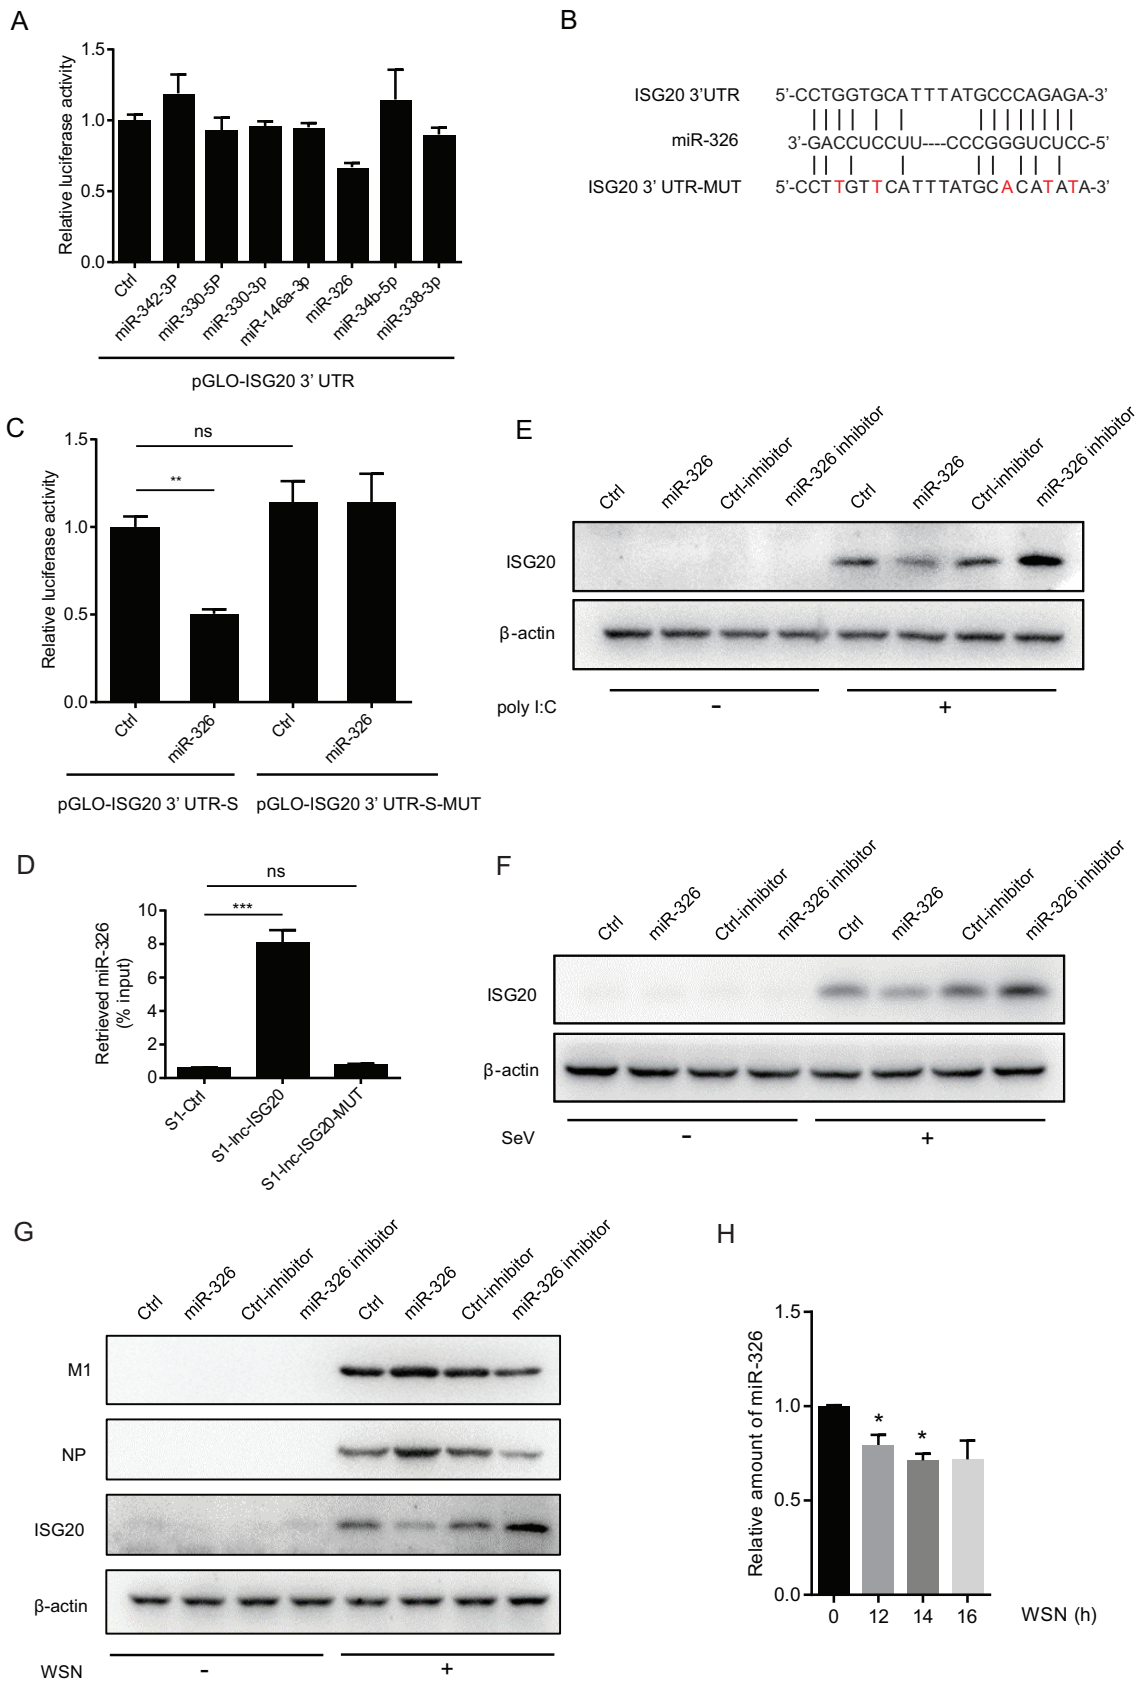 A
Relative luciferase activity
1.5
1.0
0.5
0.0
Ctrl
miR-342-3P
miR-330-5P
miR-330-3p
miR-146a-3p
miR-326
miR-34b-5p
miR-338-3p
pGLO-ISG20 3' UTR
B
ISG20 3'UTR 5'-CCTGGTGCATTTATGCCCAGAGA-3'
miR-326 3'-GACCUCCUU----CCCGGGUCUCC-5'
ISG20 3' UTR-MUT 5'-CCTTGTTCATTTATGCACATATA-3'
C
Relative luciferase activity
1.5
1.0
0.5
0.0
ns
**
Ctrl
miR-326
Ctrl
miR-326
pGLO-ISG20 3' UTR-S
pGLO-ISG20 3' UTR-S-MUT
D
Retrieved miR-326
(% input)
10
8
6
4
2
0
ns
***
S1-Ctrl
S1-lnc-ISG20
S1-lnc-ISG20-MUT
E
Ctrl
miR-326
Ctrl-inhibitor
miR-326 inhibitor
Ctrl
miR-326
Ctrl-inhibitor
miR-326 inhibitor
ISG20
β-actin
poly I:C - +
F
Ctrl
miR-326
Ctrl-inhibitor
miR-326 inhibitor
Ctrl
miR-326
Ctrl-inhibitor
miR-326 inhibitor
ISG20
β-actin
SeV - +
G
Ctrl
miR-326
Ctrl-inhibitor
miR-326 inhibitor
Ctrl
miR-326
Ctrl-inhibitor
miR-326 inhibitor
M1
NP
ISG20
β-actin
WSN - +
H
Relative amount of miR-326
1.5
1.0
0.5
0.0
*
*
0 12 14 16 WSN (h)